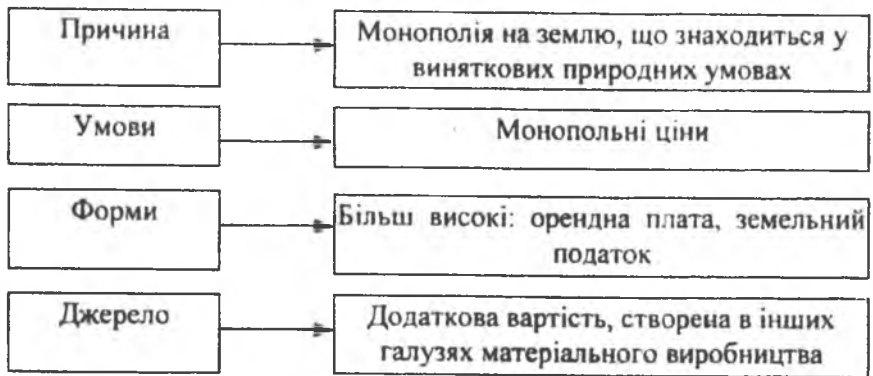 Причина
Монополія на землю, що знаходиться у
виняткових природних умовах
Умови
Монопольні ціни
Форми
Більш високі: орендна плата, земельний
податок
Джерело
Додаткова вартість, створена в інших
галузях матеріального виробництва